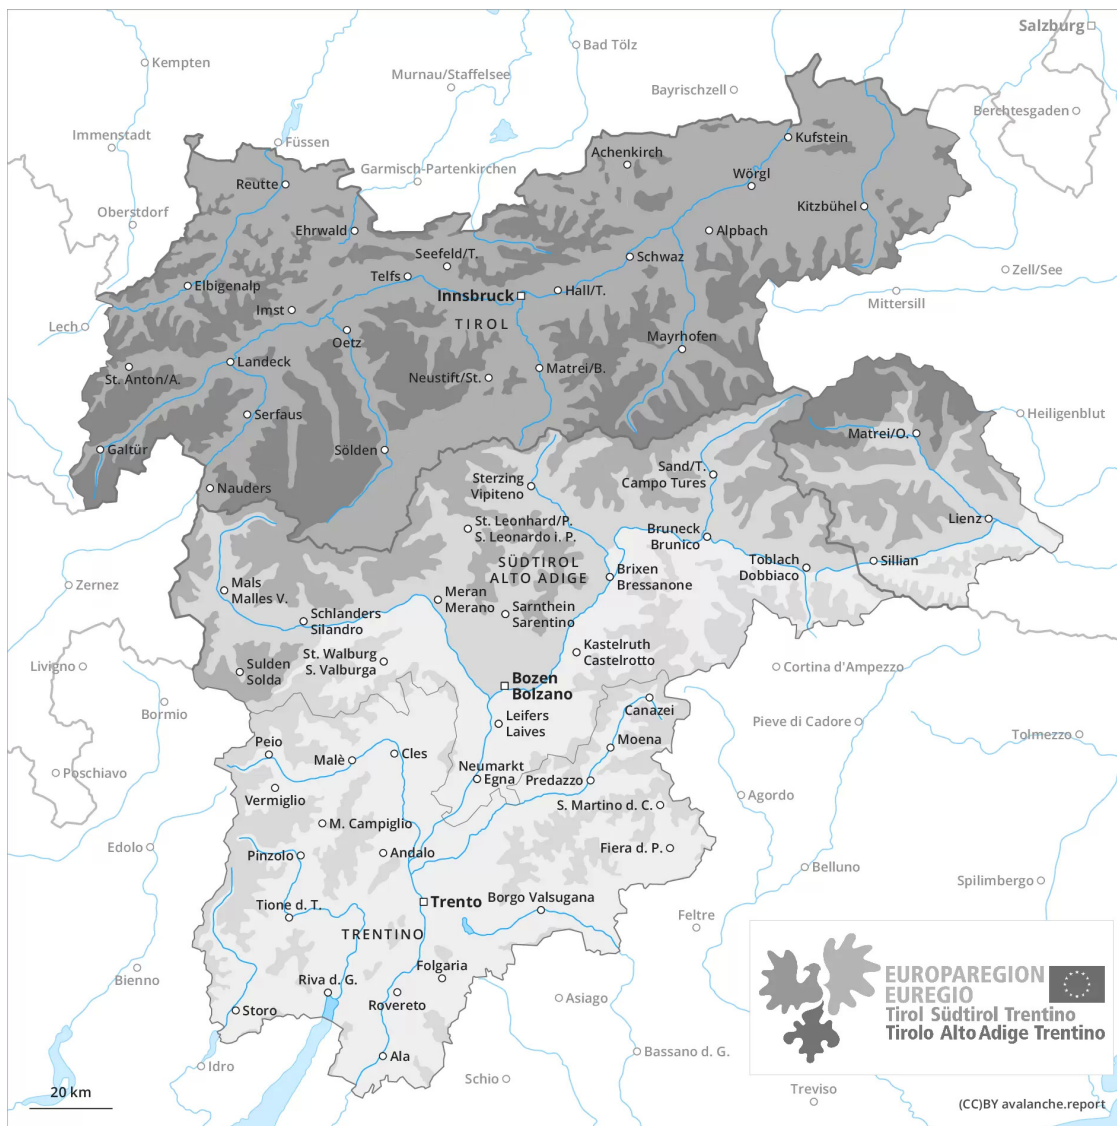 Salzburg
Bad Tölz
Kempten
Murnau/Staffelsee
Bayrischzell
Berchtesgaden
Immenstadt
Füssen
Kufstein
Achenkirch
Garmisch-Partenkirchen
Wörgl
Reutte
Oberstdorf
Kitzbühel
Ehrwald
Alpbach
Seefeld/T.
Schwaz
Telfs
Zell/See
Elbigenalp
Hall/T.
Innsbruck
Mittersill
Imst
TIROL
Lech
Oetz
Mayrhofen
Landeck
Matrei/B.
St. Anton/A.
Neustift/St.
Serfaus
Heiligenblut
Matrei/O.
Galtür
Sölden
Sand/T.
Campo Tures
Sterzing
Vipiteno
Nauders
Lienz
St. Leonhard/P.
S. Leonardo i. P.
Bruneck
Brunico
SÜDTIROL
ALTO ADIGE
Toblach
Dobbiaco
Sillian
Brixen
Bressanone
Zernez
Mals
Malles V.
Meran
Merano
Sarnthein
Sarentino
Schlanders
Silandro
Kastelruth
Castelrotto
St. Walburg
S. Valburga
Livigno
Sulden
Solda
Cortina d'Ampezzo
Bozen
Bolzano
Bormio
Canazei
Leifers
Laives
Pieve di Cadore
Tolmezzo
Peio
Malè
Cles
Moena
Poschiavo
Neumarkt
Egna
Predazzo
Vermiglio
Agordo
S. Martino d. C.
M. Campiglio
Edolo
Pinzolo
Andalo
Fiera d. P.
Belluno
Spilimbergo
Trento
Borgo Valsugana
Tione d. T.
Feltre
TRENTINO
Folgaria
Bienno
Riva d. G.
Rovereto
Asiago
Storo
EUROPAREGION
EUREGIO
Tirol Südtirol Trentino
Tirolo Alto Adige Trentino
Ala
Bassano d. G.
Idro
Schio
Treviso
20 km
(CC)BY avalanche.report